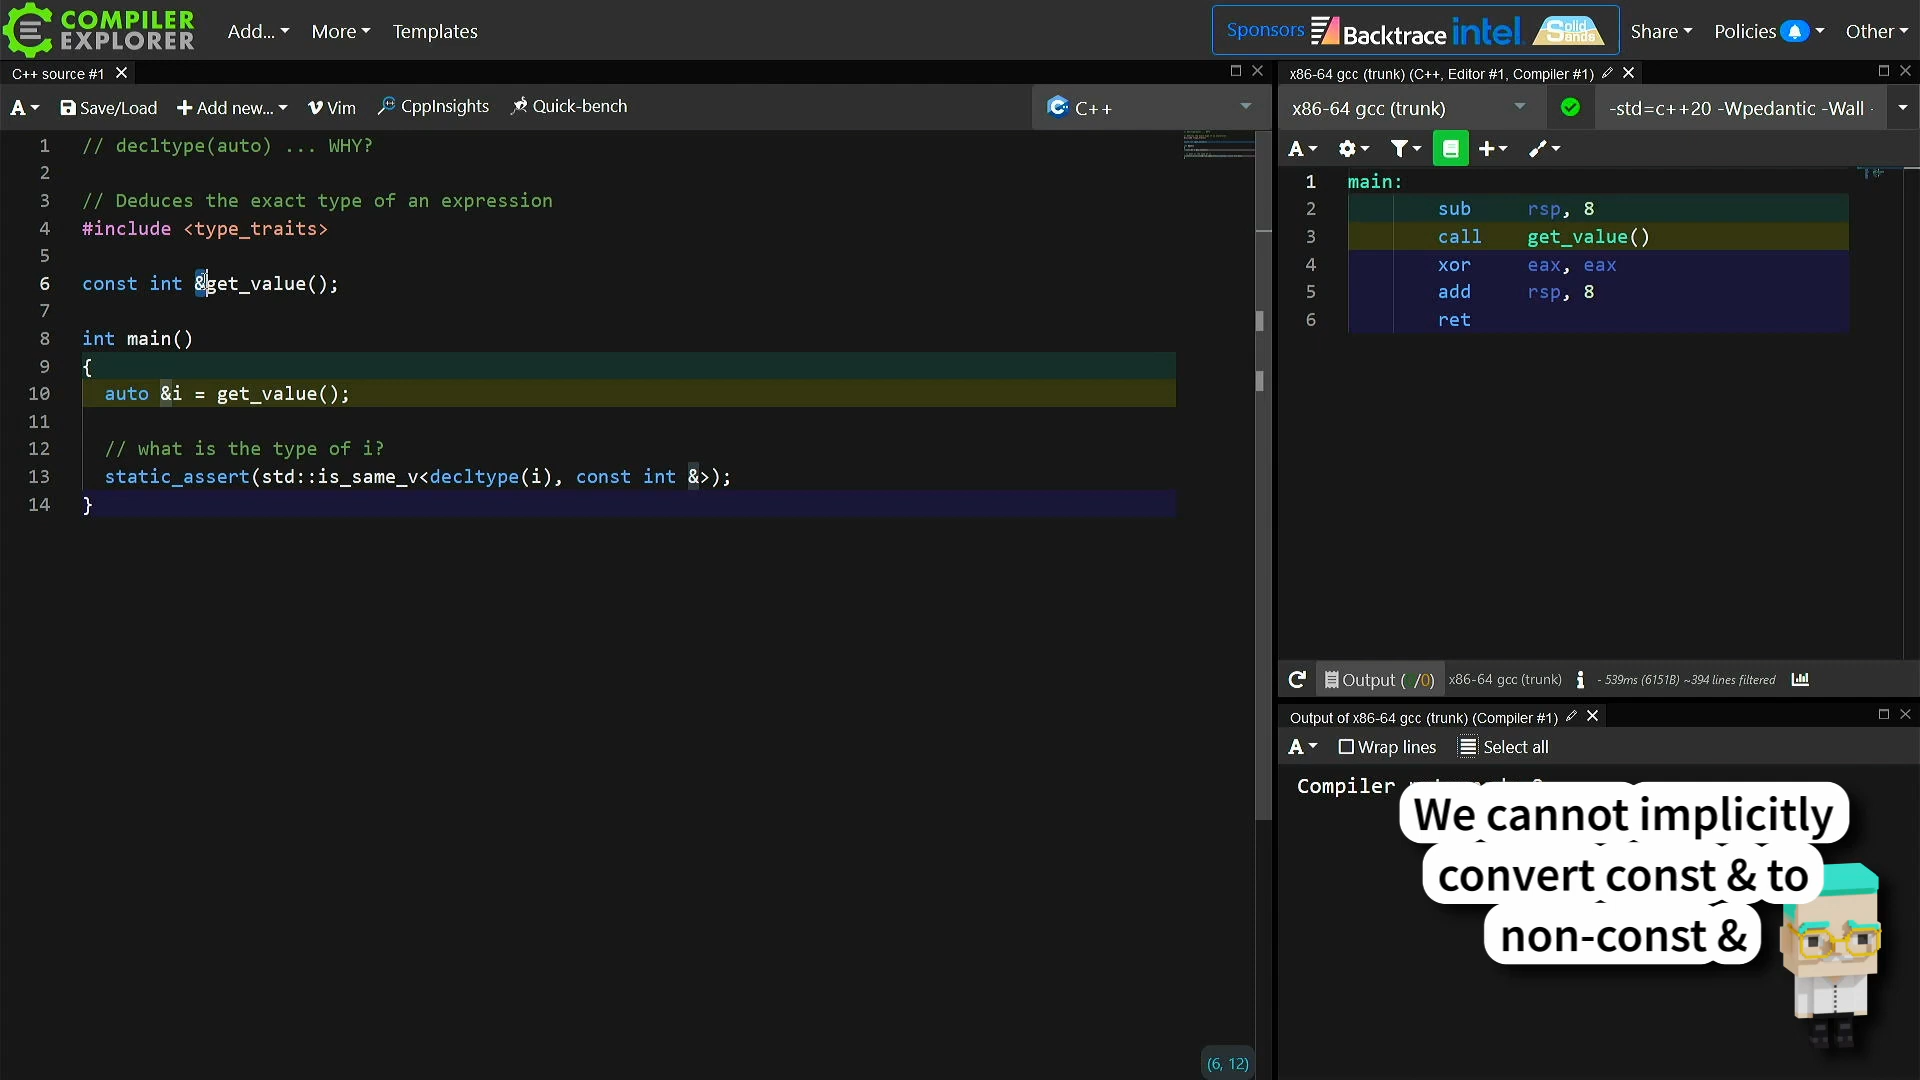 COMPILER
EXPLORER
Add... More Templates
Sponsors Backtrace intel Solid Sands Share Policies Other
C++ source #1
A Save/Load + Add new... Vim CppInsights Quick-bench C++
1 // decltype(auto) ... WHY?
2
3 // Deduces the exact type of an expression
4 #include <type_traits>
5
6 const int &get_value();
7
8 int main()
9 {
10 auto &i = get_value();
11
12 // what is the type of i?
13 static_assert(std::is_same_v<decltype(i), const int &>);
14 }
(6, 12)
x86-64 gcc (trunk) (C++, Editor #1, Compiler #1)
x86-64 gcc (trunk) -std=c++20 -Wpedantic -Wall -
A
1 main:
2 sub rsp, 8
3 call get_value()
4 xor eax, eax
5 add rsp, 8
6 ret
Output ( /0) x86-64 gcc (trunk) - 539ms (6151B) ~394 lines filtered
Output of x86-64 gcc (trunk) (Compiler #1)
A Wrap lines Select all
Compiler
We cannot implicitly
convert const & to
non-const &